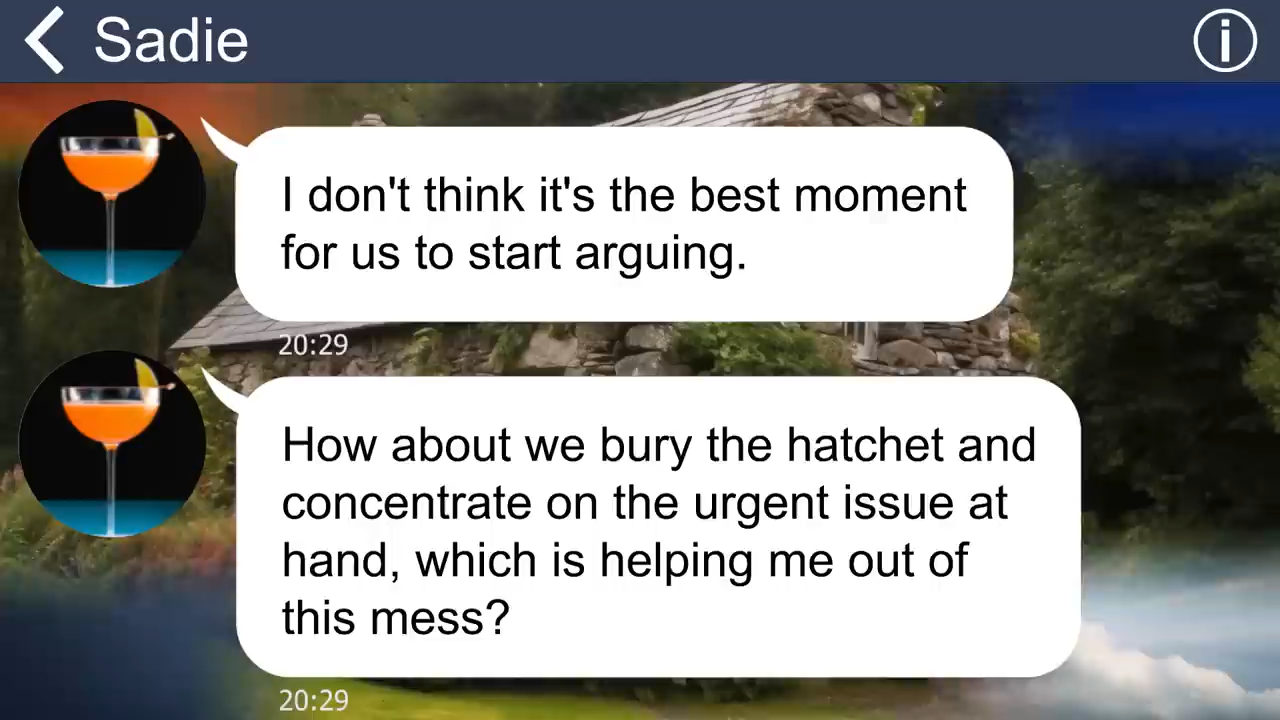 Sadie
I don't think it's the best moment
for us to start arguing.
20:29
How about we bury the hatchet and
concentrate on the urgent issue at
hand, which is helping me out of
this mess?
20:29